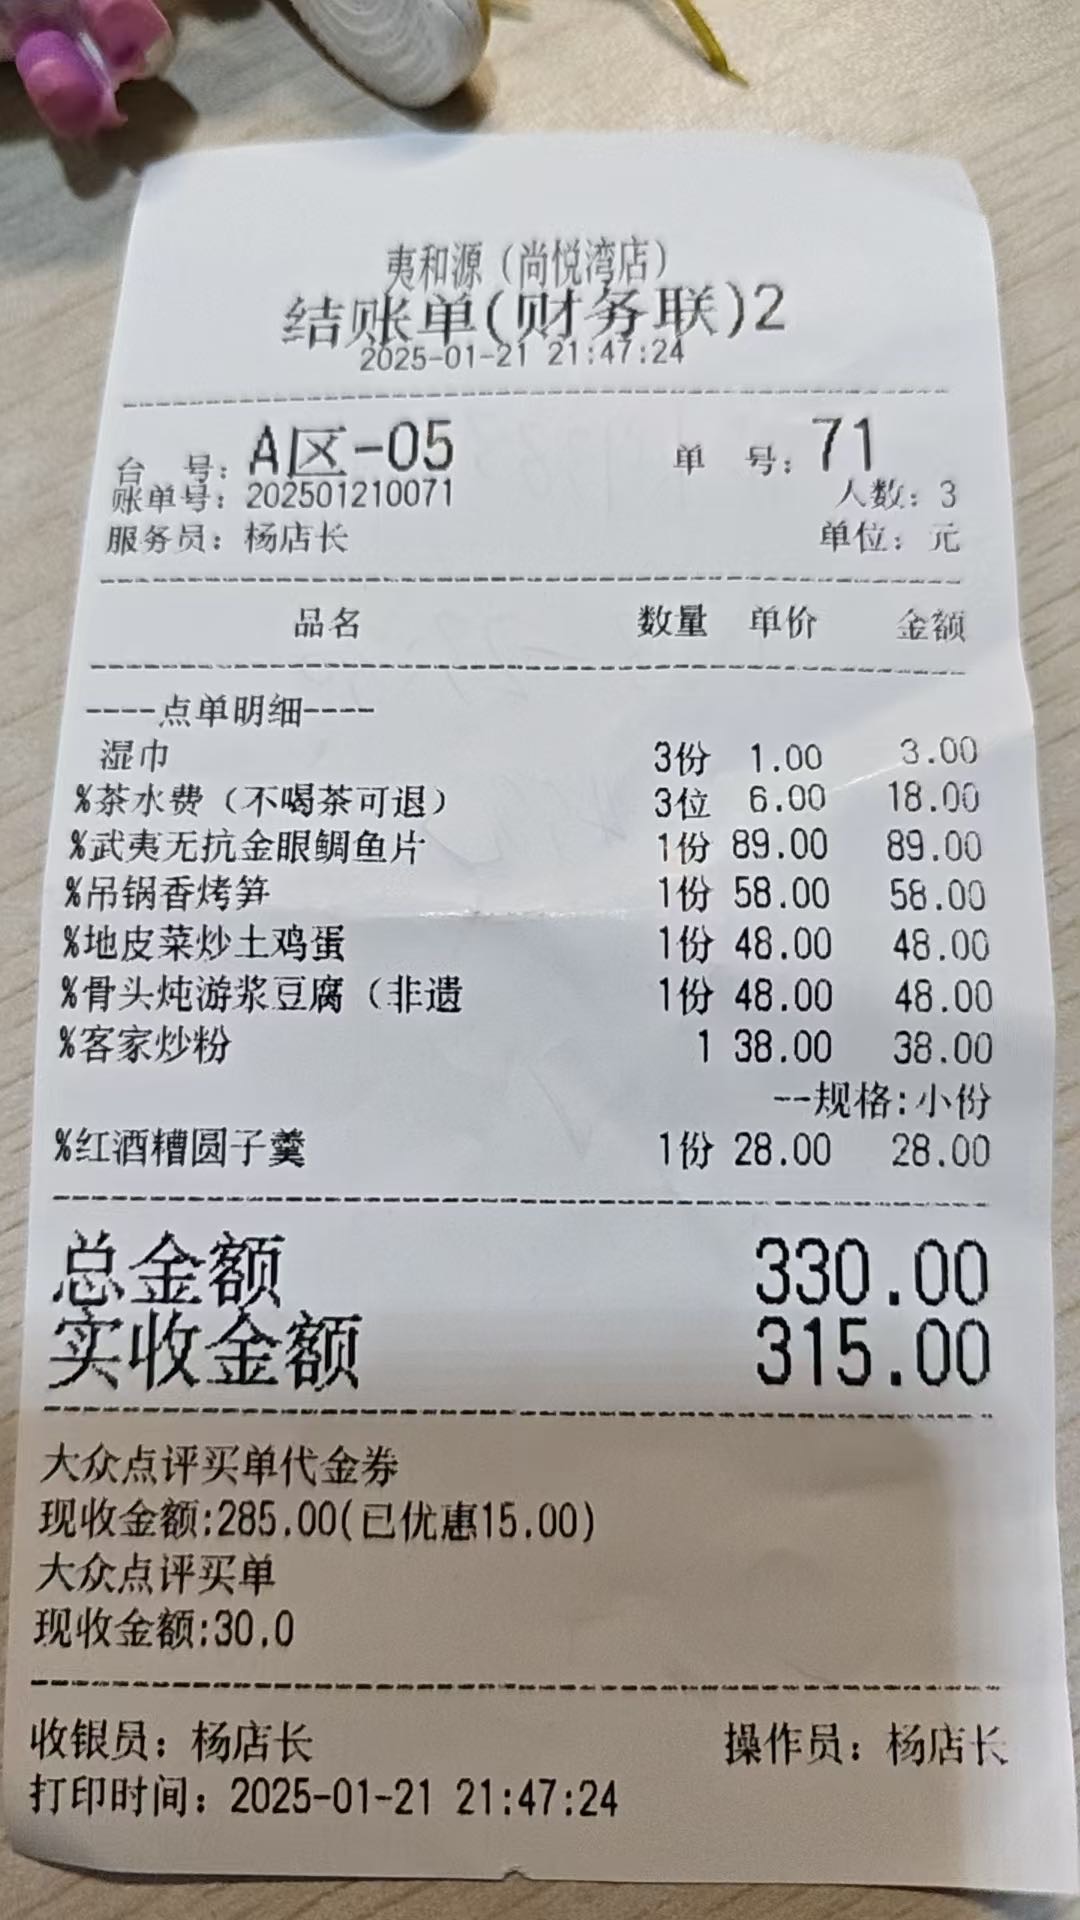 夷和源（尚悦湾店）
结账单(财务联)2
2025-01-21 21:47:24
台 号：A区-05 单 号：71
账单号：202501210071 人数：3
服务员：杨店长 单位：元
品名 数量 单价 金额
----点单明细----
湿巾 3份 1.00 3.00
%茶水费（不喝茶可退） 3位 6.00 18.00
%武夷无抗金眼鲷鱼片 1份 89.00 89.00
%吊锅香烤笋 1份 58.00 58.00
%地皮菜炒土鸡蛋 1份 48.00 48.00
%骨头炖游浆豆腐（非遗 1份 48.00 48.00
%客家炒粉 1 38.00 38.00
--规格:小份
%红酒糟圆子羹 1份 28.00 28.00
总金额 330.00
实收金额 315.00
大众点评买单代金券
现收金额:285.00(已优惠15.00)
大众点评买单
现收金额:30.0
收银员：杨店长 操作员：杨店长
打印时间：2025-01-21 21:47:24